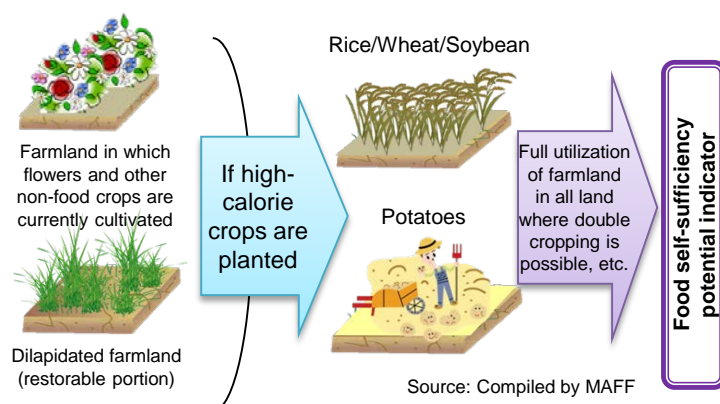 Farmland in which
flowers and other
non-food crops are
currently cultivated
Dilapidated farmland
(restorable portion)
If high-
calorie
crops are
planted
Rice/Wheat/Soybean
Potatoes
Full utilization
of farmland
in all land
where double
cropping is
possible, etc.
Food self-sufficiency
potential indicator
Source: Compiled by MAFF